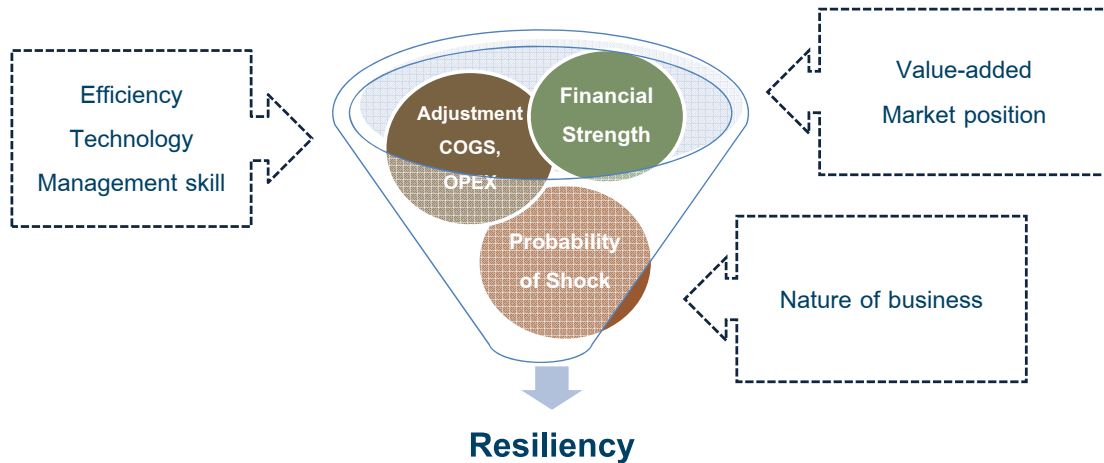 Efficiency
Technology
Management skill
Adjustment
COGS,
OPEX
Financial
Strength
Value-added
Market position
Probability
of Shock
Nature of business
Resiliency